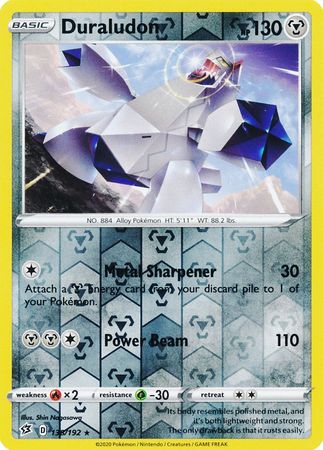 BASIC
Duraludon
HP 130
NO. 884 Alloy Pokémon HT: 5'11" WT: 88.2 lbs.
Metal Sharpener 30
Attach a energy card from your discard pile to 1 of
your Pokémon.
Power Beam 110
weakness ×2 resistance -30 retreat
Illus. Shin Nagasawa
D /192 ★
Its body resembles polished metal, and
it's both lightweight and strong.
The only drawback is that it rusts easily.
©2020 Pokémon / Nintendo / Creatures / GAME FREAK